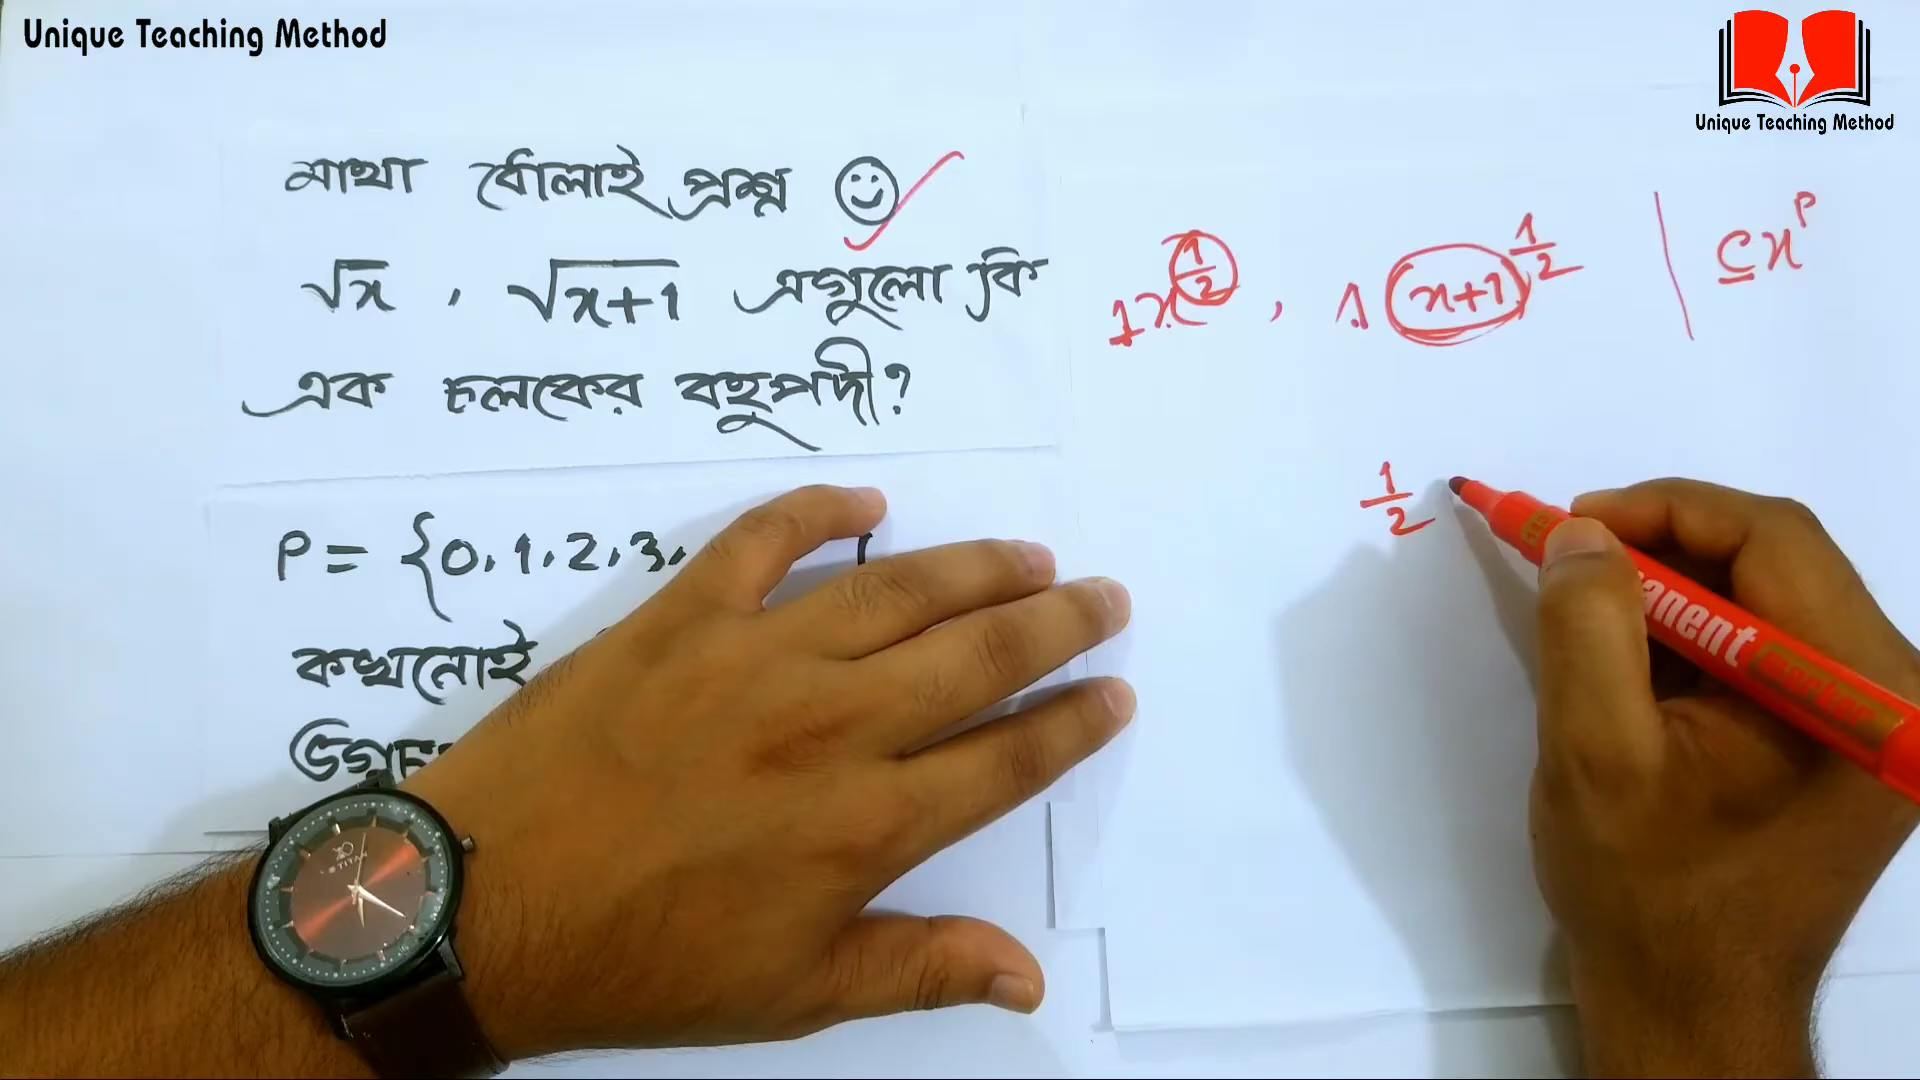 Unique Teaching Method
Unique Teaching Method
মাথা ধোলাই প্রশ্ন
√x , √x+1 এগুলো কি
এক চলকের বহুপদী?
1x^1/2 , 1 (x+1)^1/2 | cx^p
1/2
P = {0, 1, 2, 3,
কখনোই
TITAN